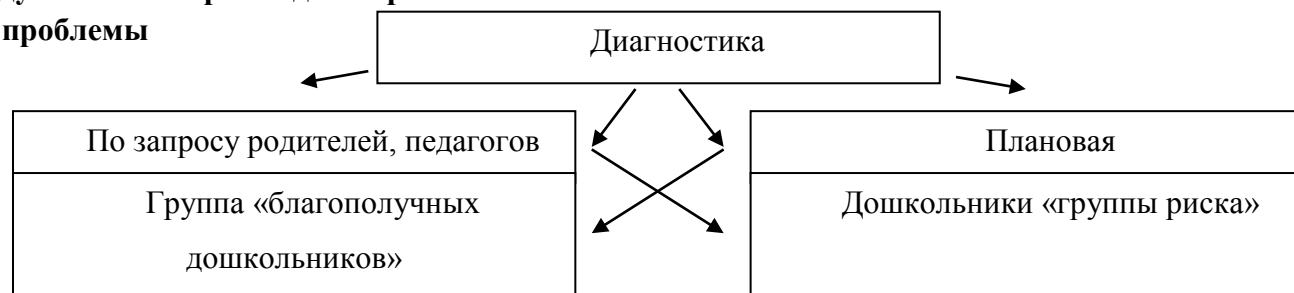 проблемы
Диагностика
По запросу родителей, педагогов
Плановая
Группа «благополучных
дошкольников»
Дошкольники «группы риска»